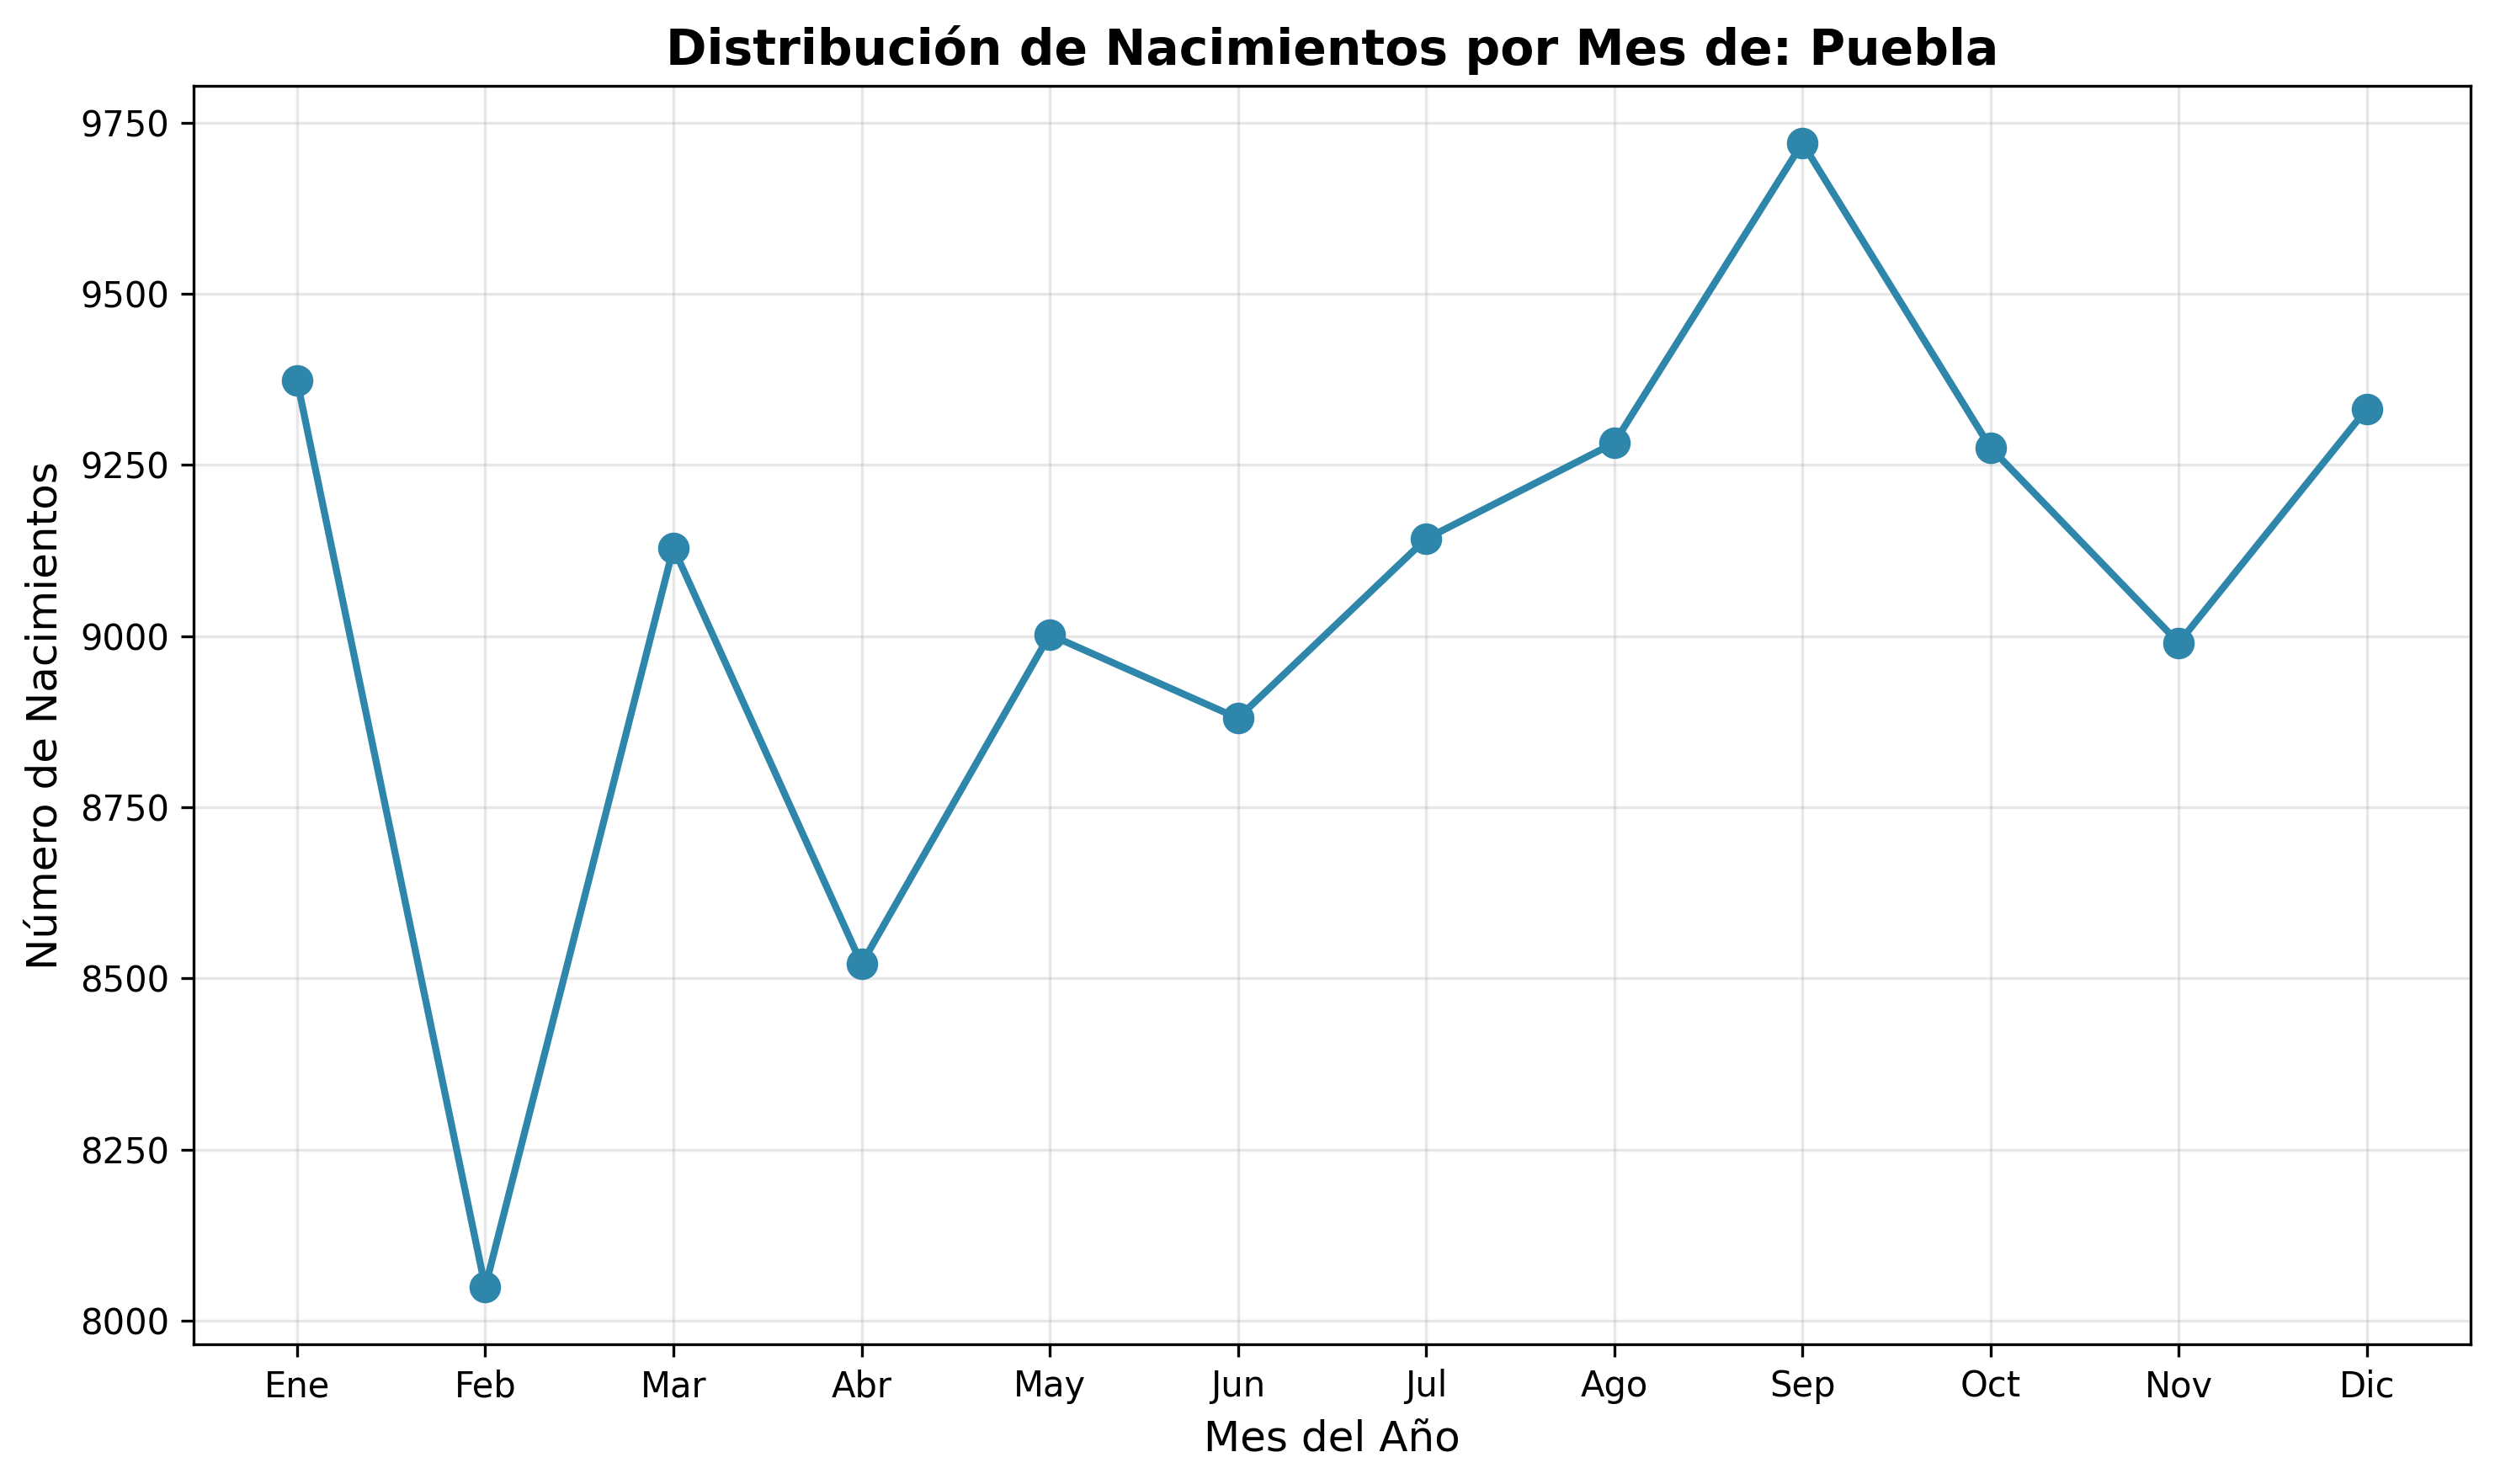 Distribución de Nacimientos por Mes de: Puebla
Número de Nacimientos
9750
9500
9250
9000
8750
8500
8250
8000
Ene Feb Mar Abr May Jun Jul Ago Sep Oct Nov Dic
Mes del Año